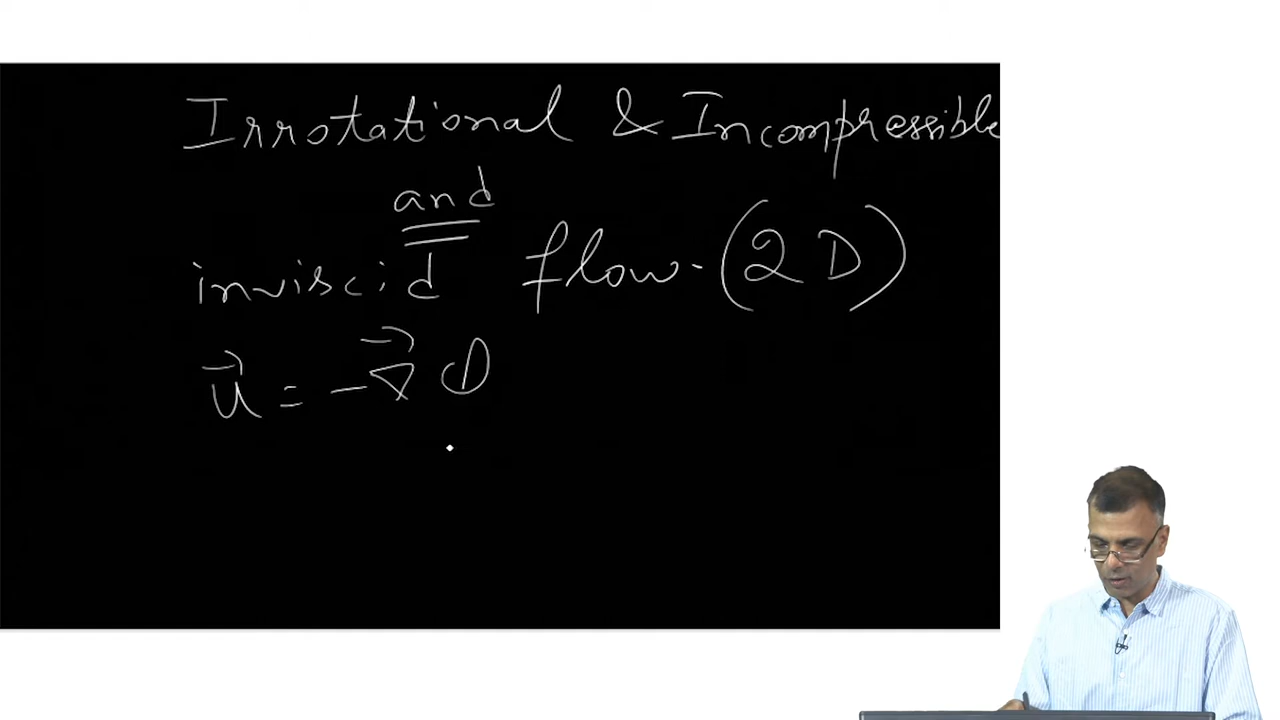 Irrotational & Incompressible
and
inviscid flow. (2D)
u⃗ = -∇⃗ Φ